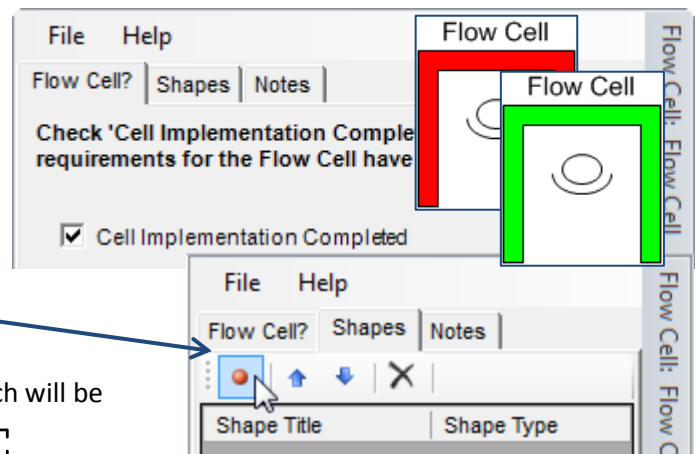 File Help
Flow Cell
Flow Cell
Flow Cell? Shapes Notes
Check 'Cell Implementation Comple
requirements for the Flow Cell have
Cell Implementation Completed
Flow Cell: Flow Cell
File Help
Flow Cell? Shapes Notes
ch will be
Shape Title Shape Type
Flow Cell: Flow C